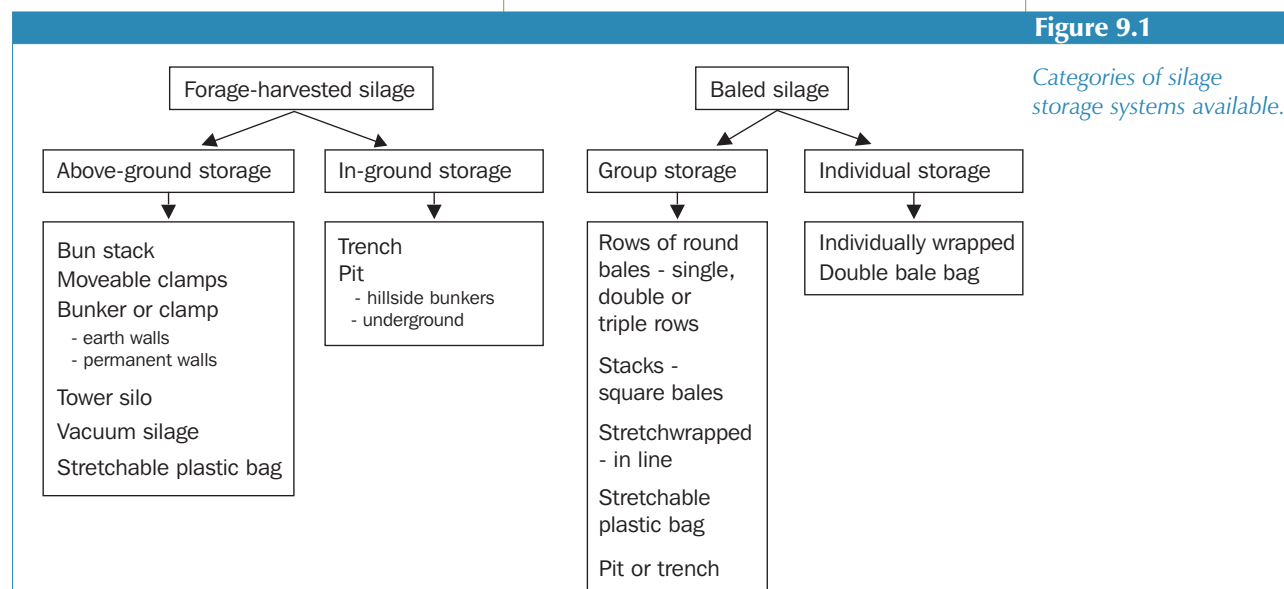 Figure 9.1
Categories of silage
storage systems available.
Forage-harvested silage
Above-ground storage
Bun stack
Moveable clamps
Bunker or clamp
- earth walls
- permanent walls
Tower silo
Vacuum silage
Stretchable plastic bag
In-ground storage
Trench
Pit
- hillside bunkers
- underground
Baled silage
Group storage
Rows of round
bales - single,
double or
triple rows
Stacks -
square bales
Stretchwrapped
- in line
Stretchable
plastic bag
Pit or trench
Individual storage
Individually wrapped
Double bale bag